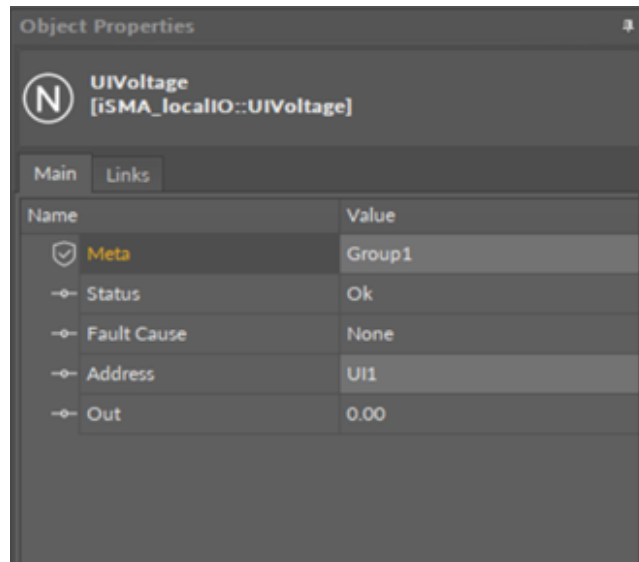 Object Properties
N
UIVoltage
[iSMA_localIO::UIVoltage]
Main Links
Name Value
Meta Group1
Status Ok
Fault Cause None
Address UI1
Out 0.00